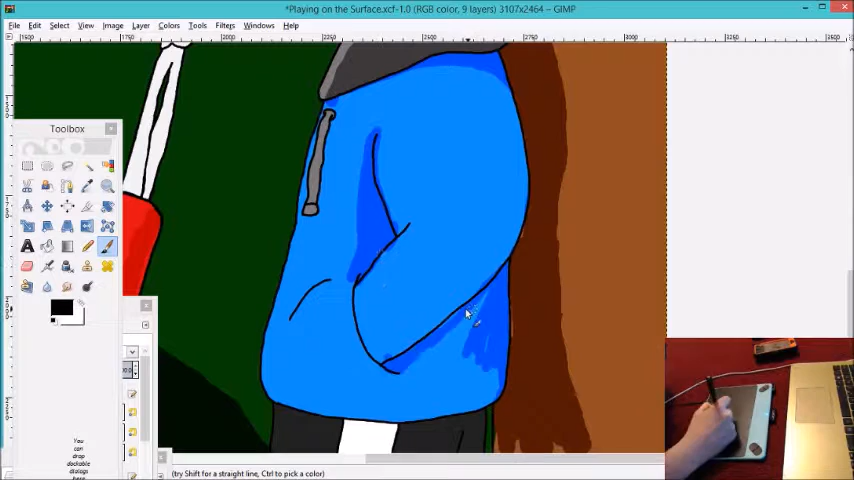 *Playing on the Surface.xcf-1.0 (RGB color, 9 layers) 3107x2464 – GIMP
File Edit Select View Image Layer Colors Tools Filters Windows Help
1500 1750 2000 2250 2500 2750 3000 3250 3500
Toolbox
You
can
drop
dockable
dialogs
here
(try Shift for a straight line, Ctrl to pick a color)